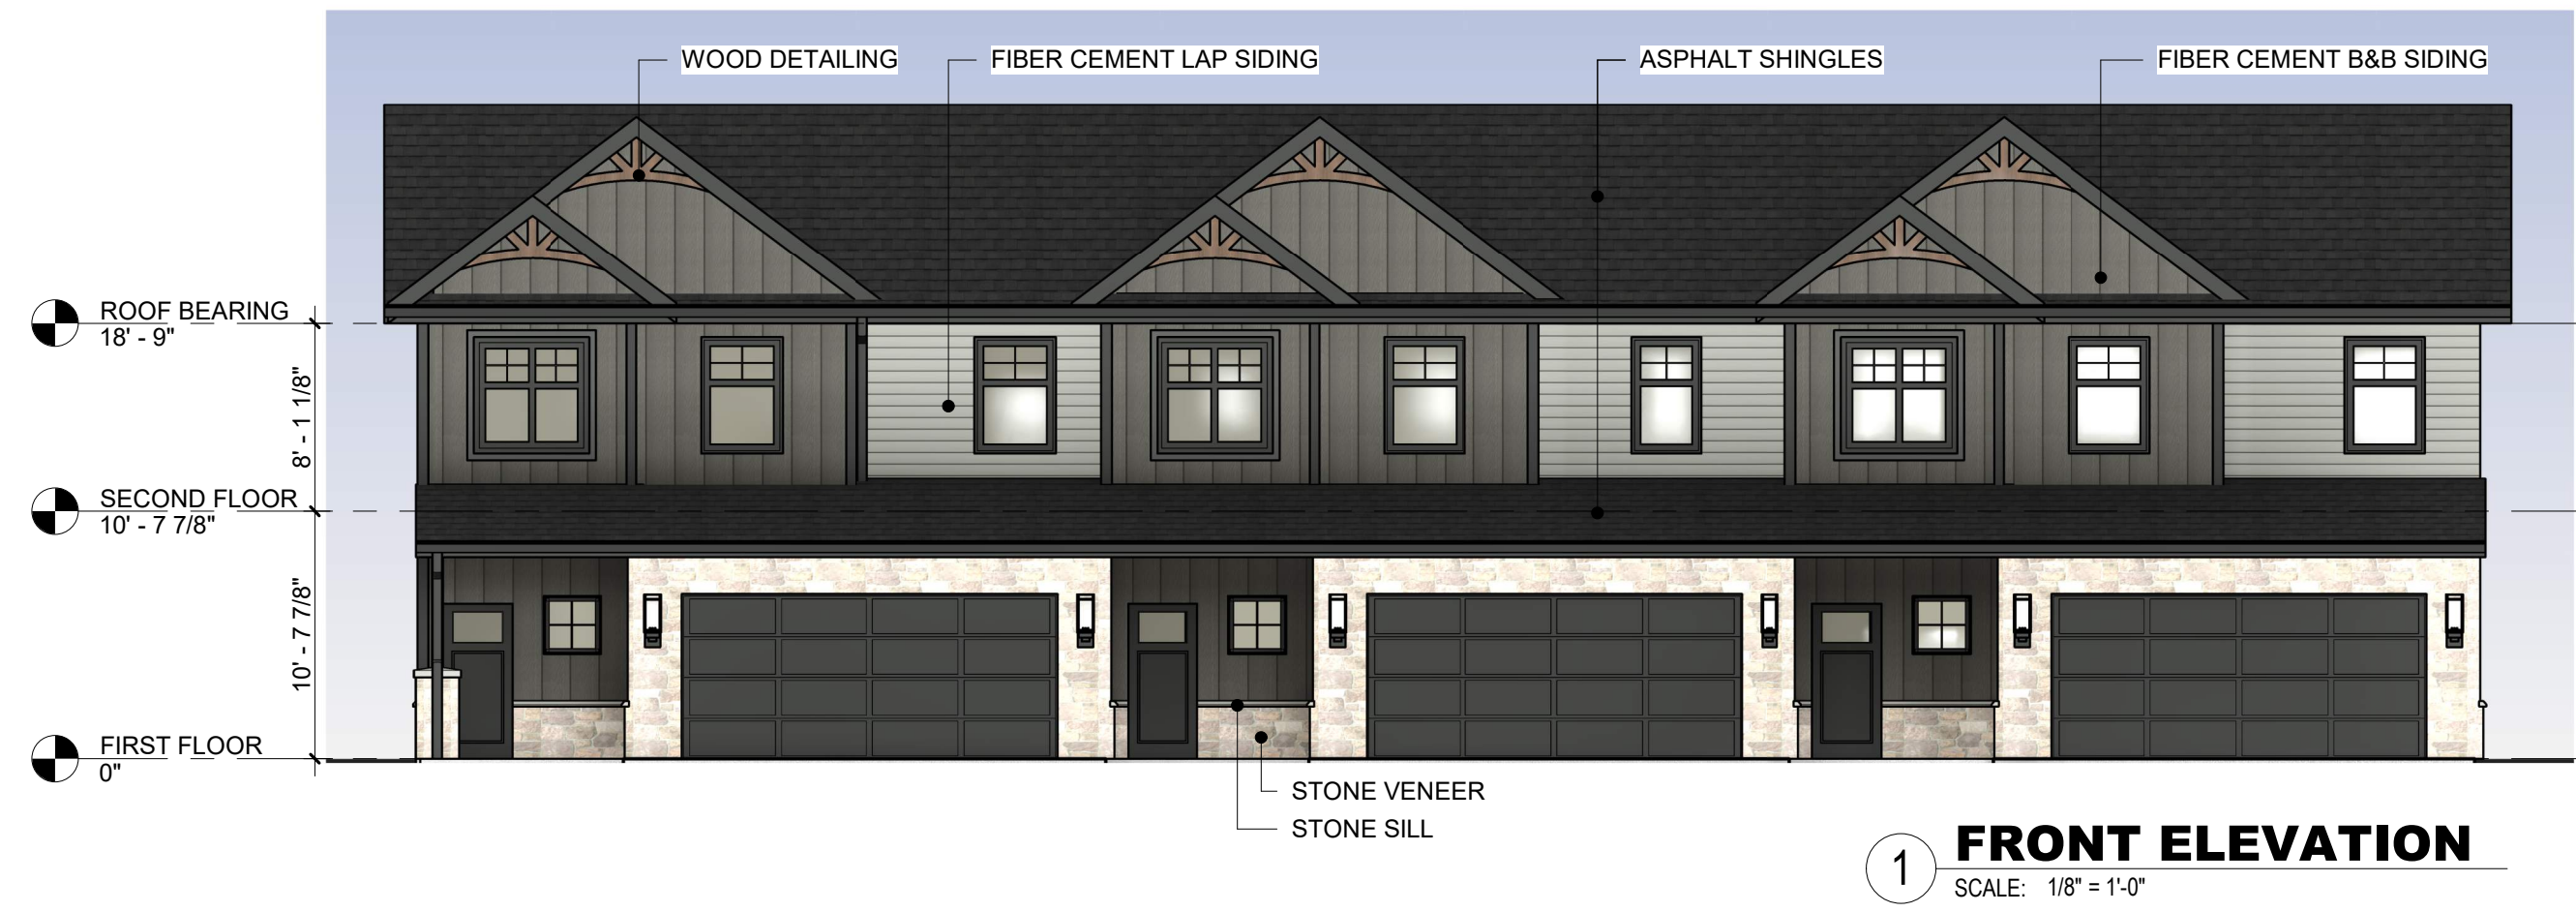 WOOD DETAILING
FIBER CEMENT LAP SIDING
ASPHALT SHINGLES
FIBER CEMENT B&B SIDING
ROOF BEARING
18' - 9"
8' - 1 1/8"
SECOND FLOOR
10' - 7 7/8"
10' - 7 7/8"
FIRST FLOOR
0"
STONE VENEER
STONE SILL
1
FRONT ELEVATION
SCALE: 1/8" = 1'-0"